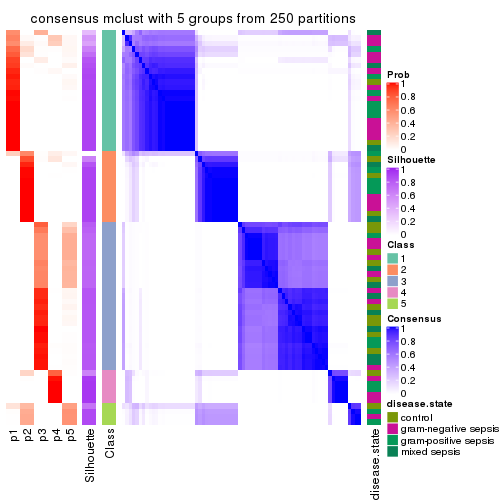 consensus mclust with 5 groups from 250 partitions
Prob
1
0.8
0.6
0.4
0.2
0
Silhouette
1
0.8
0.6
0.4
0.2
0
Class
1
2
3
4
5
Consensus
1
0.8
0.6
0.4
0.2
0
disease.state
control
gram-negative sepsis
gram-positive sepsis
mixed sepsis
p1
p2
p3
p4
p5
Silhouette
Class
disease.state